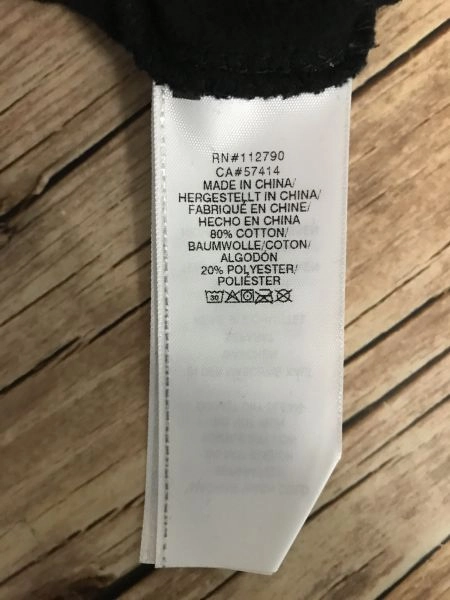 RN#112790
CA#57414
MADE IN CHINA/
HERGESTELLT IN CHINA/
FABRIQUÉ EN CHINE/
HECHO EN CHINA
80% COTTON/
BAUMWOLLE/COTON/
ALGODÓN
20% POLYESTER/
POLIÉSTER
30